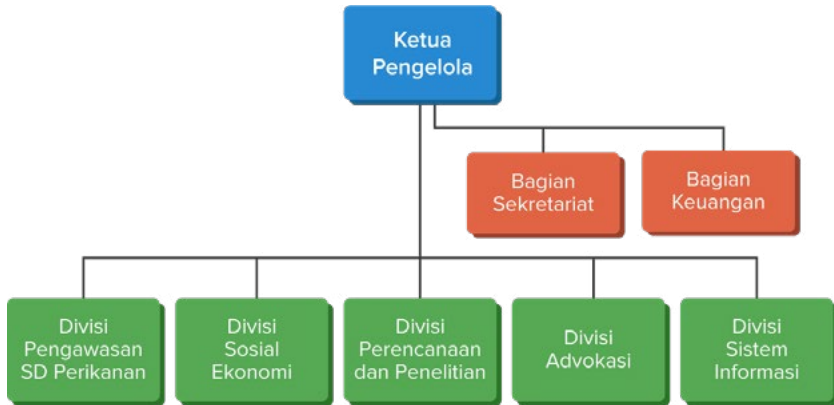 Ketua
Pengelola
Bagian
Sekretariat
Bagian
Keuangan
Divisi
Pengawasan
SD Perikanan
Divisi
Sosial
Ekonomi
Divisi
Perencanaan
dan Penelitian
Divisi
Advokasi
Divisi
Sistem
Informasi